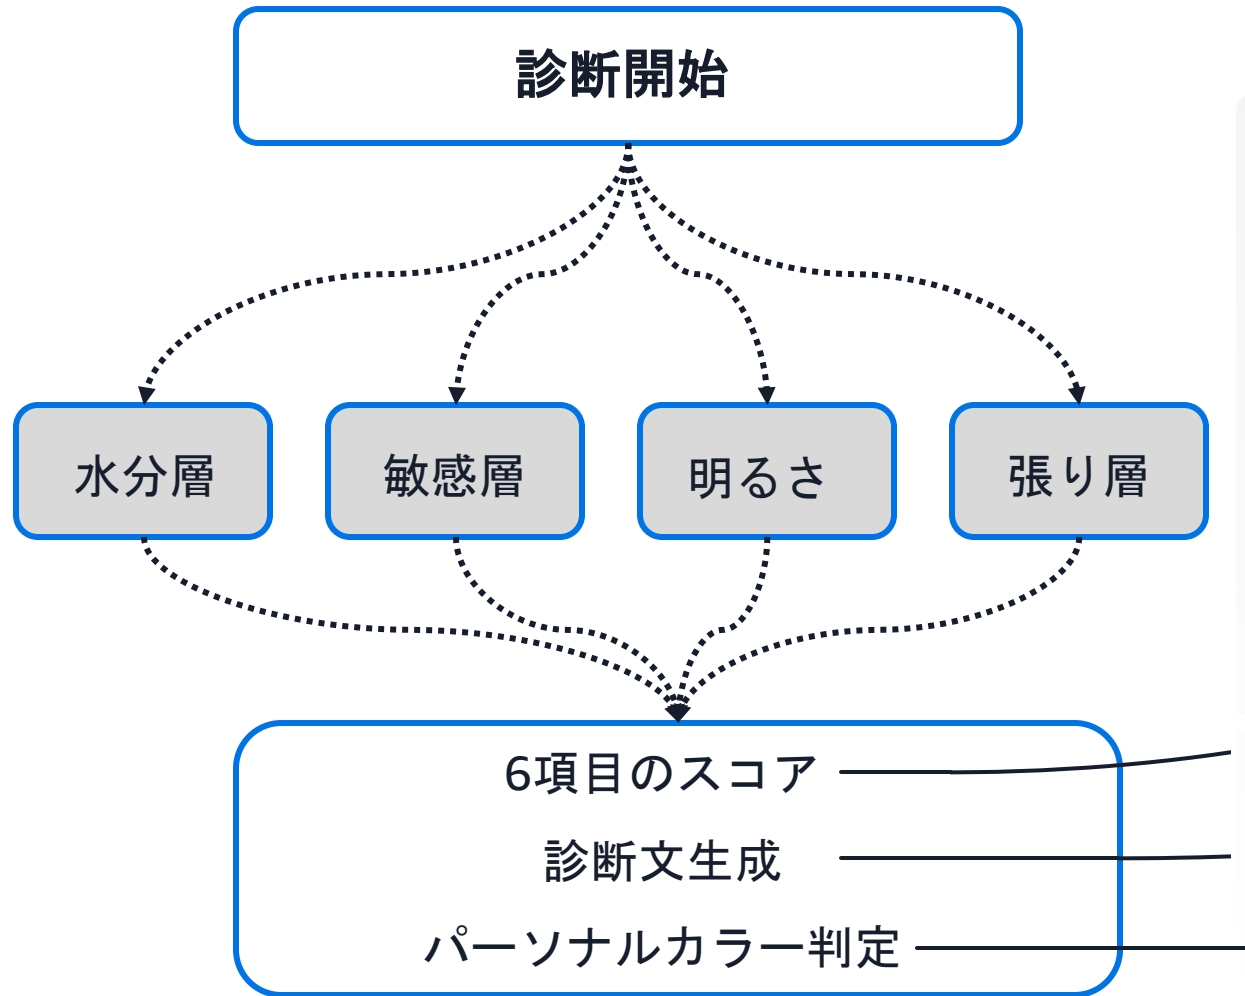 診断開始
水分層
敏感層
明るさ
張り層
6項目のスコア
診断文生成
パーソナルカラー判定